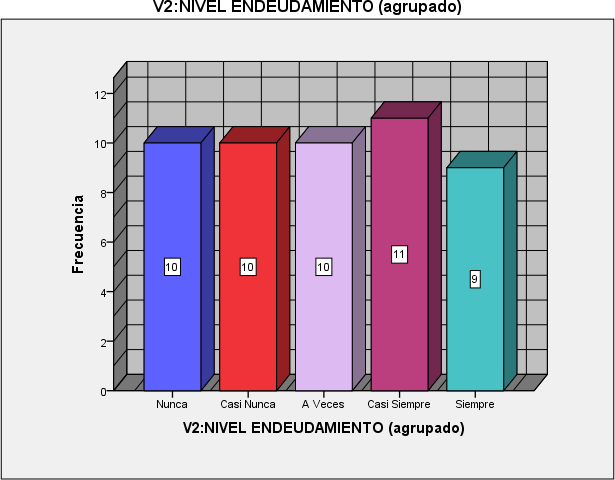 V2:NIVEL ENDEUDAMIENTO (agrupado)
12
10
8
6
4
2
0
Frecuencia
10
10
10
11
9
Nunca
Casi Nunca
A Veces
Casi Siempre
Siempre
V2:NIVEL ENDEUDAMIENTO (agrupado)